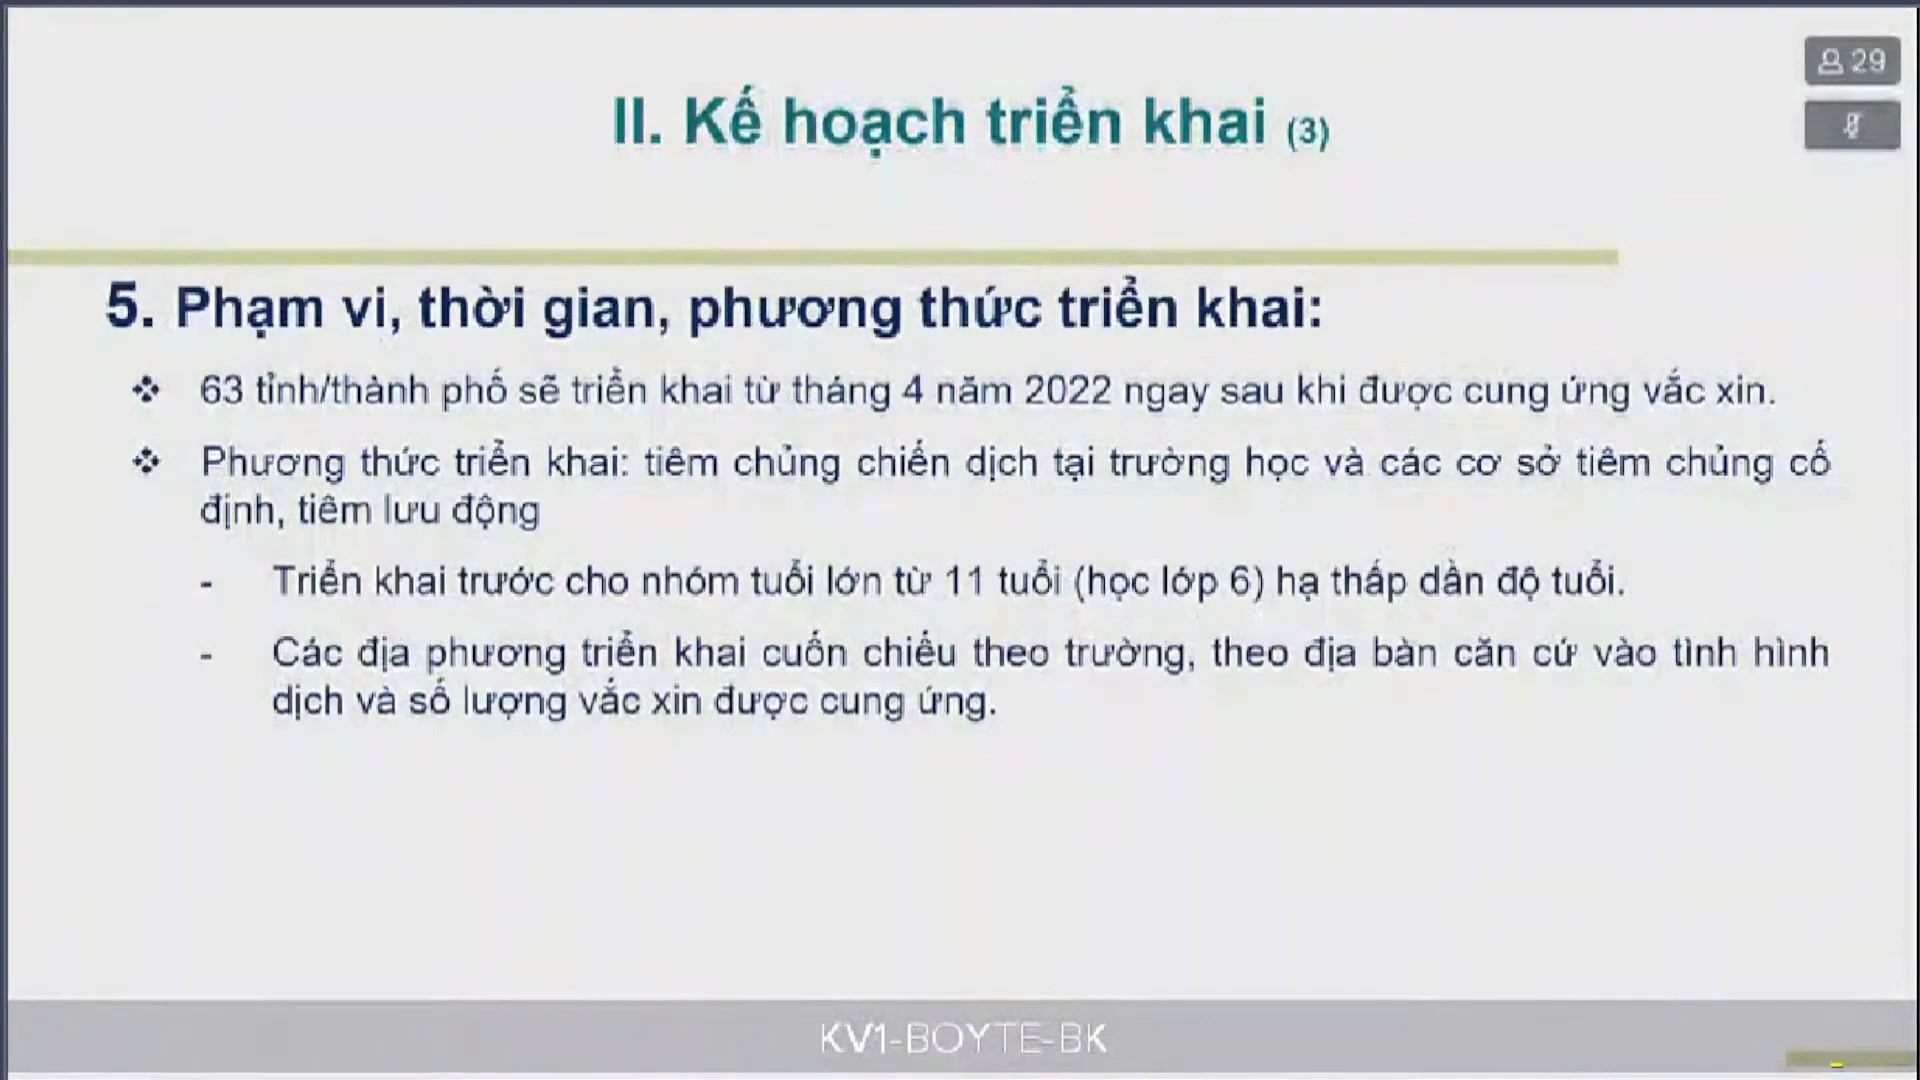 29
II. Kế hoạch triển khai (3)
5. Phạm vi, thời gian, phương thức triển khai:
63 tỉnh/thành phố sẽ triển khai từ tháng 4 năm 2022 ngay sau khi được cung ứng vắc xin.
Phương thức triển khai: tiêm chủng chiến dịch tại trường học và các cơ sở tiêm chủng cố
định, tiêm lưu động
- Triển khai trước cho nhóm tuổi lớn từ 11 tuổi (học lớp 6) hạ thấp dần độ tuổi.
- Các địa phương triển khai cuốn chiếu theo trường, theo địa bàn căn cứ vào tình hình
dịch và số lượng vắc xin được cung ứng.
KV1-BOYTE-BK